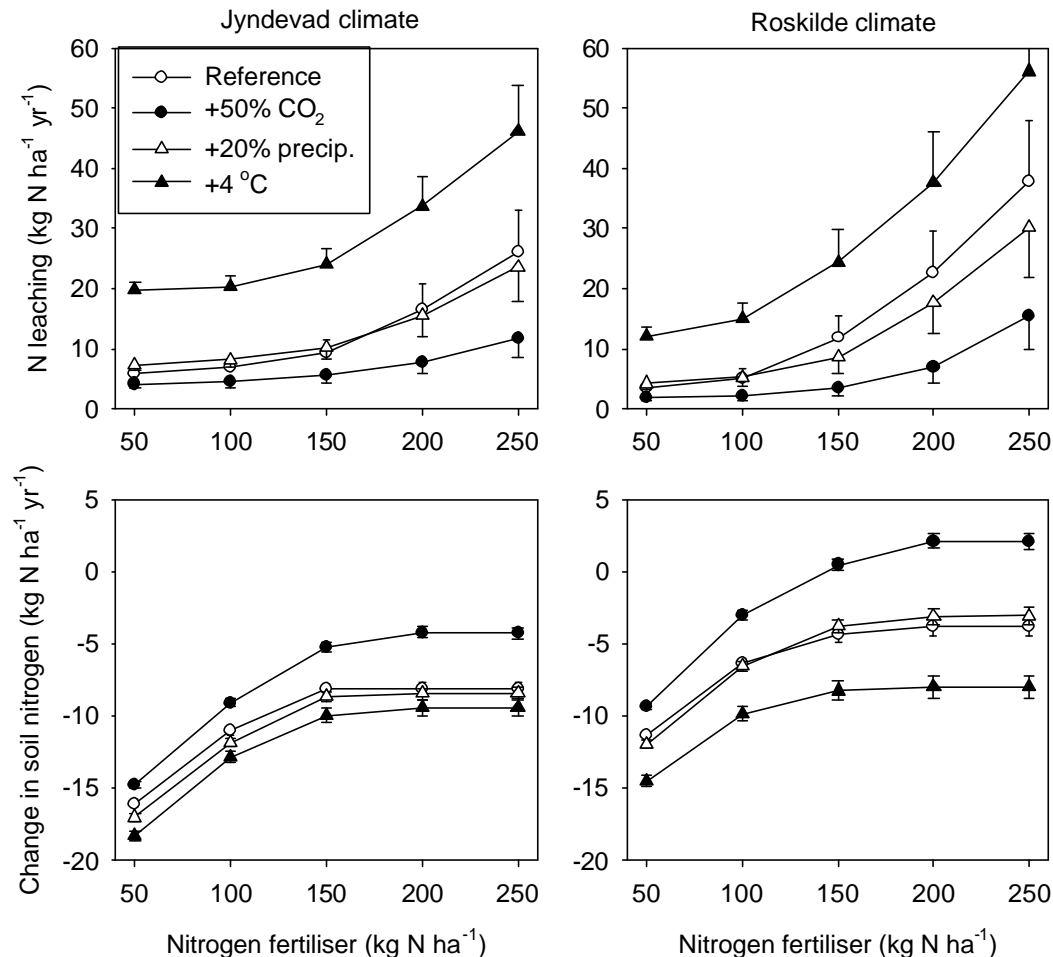 Jyndevad climate
Roskilde climate
N leaching (kg N ha⁻¹ yr⁻¹)
60
50
40
30
20
10
0
Reference
+50% CO₂
+20% precip.
+4 °C
50 100 150 200 250
60
50
40
30
20
10
0
50 100 150 200 250
Change in soil nitrogen (kg N ha⁻¹ yr⁻¹)
5
0
-5
-10
-15
-20
50 100 150 200 250
Nitrogen fertiliser (kg N ha⁻¹)
5
0
-5
-10
-15
-20
50 100 150 200 250
Nitrogen fertiliser (kg N ha⁻¹)